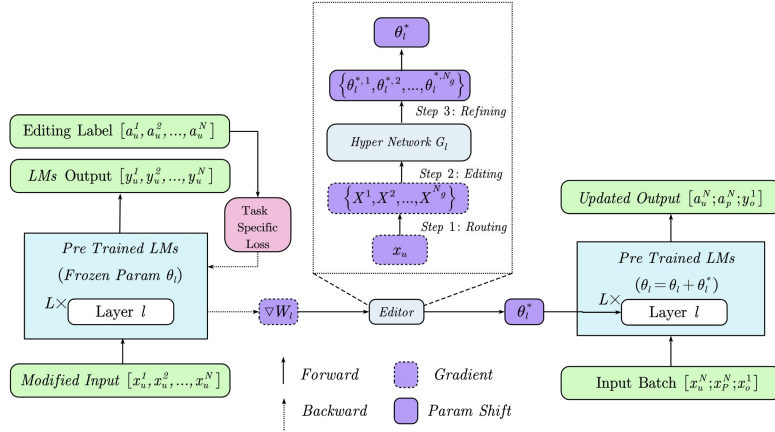 θ_l^*
{θ_l^{*,1}, θ_l^{*,2}, ..., θ_l^{*,N_g}}
Step 3: Refining
Hyper Network G_l
Step 2: Editing
{X^1, X^2, ..., X^{N_g}}
Step 1: Routing
x_u
Editing Label [a_u^1, a_u^2, ..., a_u^N]
LMs Output [y_u^1, y_u^2, ..., y_u^N]
Task
Specific
Loss
Pre Trained LMs
(Frozen Param θ_l)
L×
Layer l
Modified Input [x_u^1, x_u^2, ..., x_u^N]
▽W_l
Editor
θ_l^*
Updated Output [a_u^N; a_p^N; y_o^1]
Pre Trained LMs
(θ_l = θ_l + θ_l^*)
L×
Layer l
Input Batch [x_u^N; x_P^N; x_o^1]
Forward
Gradient
Backward
Param Shift